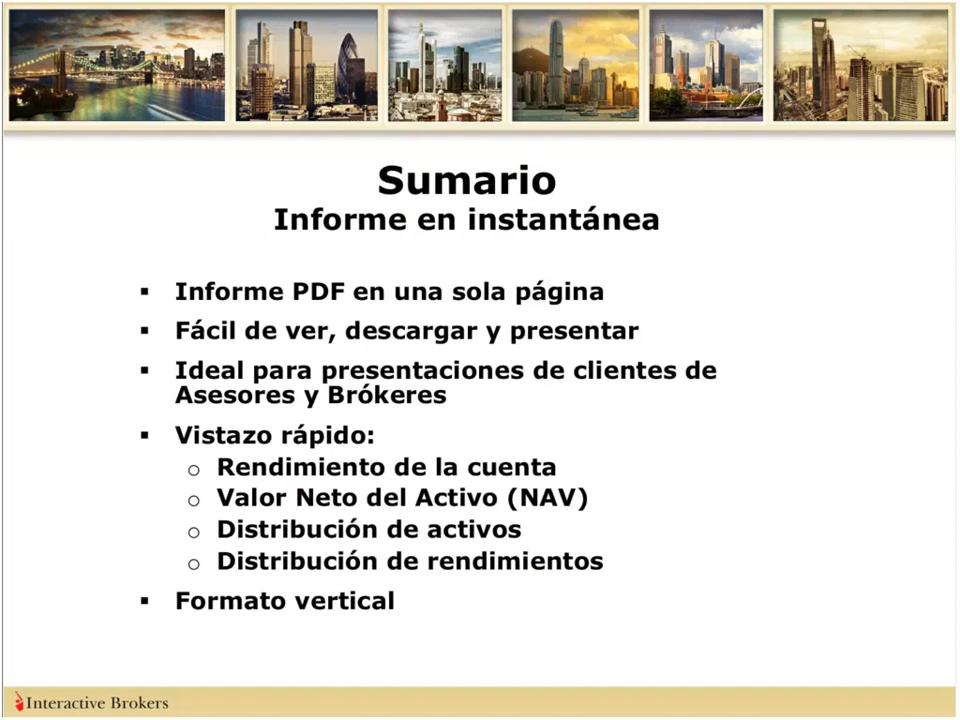 Sumario
Informe en instantánea
▪ Informe PDF en una sola página
▪ Fácil de ver, descargar y presentar
▪ Ideal para presentaciones de clientes de
Asesores y Brókeres
▪ Vistazo rápido:
o Rendimiento de la cuenta
o Valor Neto del Activo (NAV)
o Distribución de activos
o Distribución de rendimientos
▪ Formato vertical
Interactive Brokers